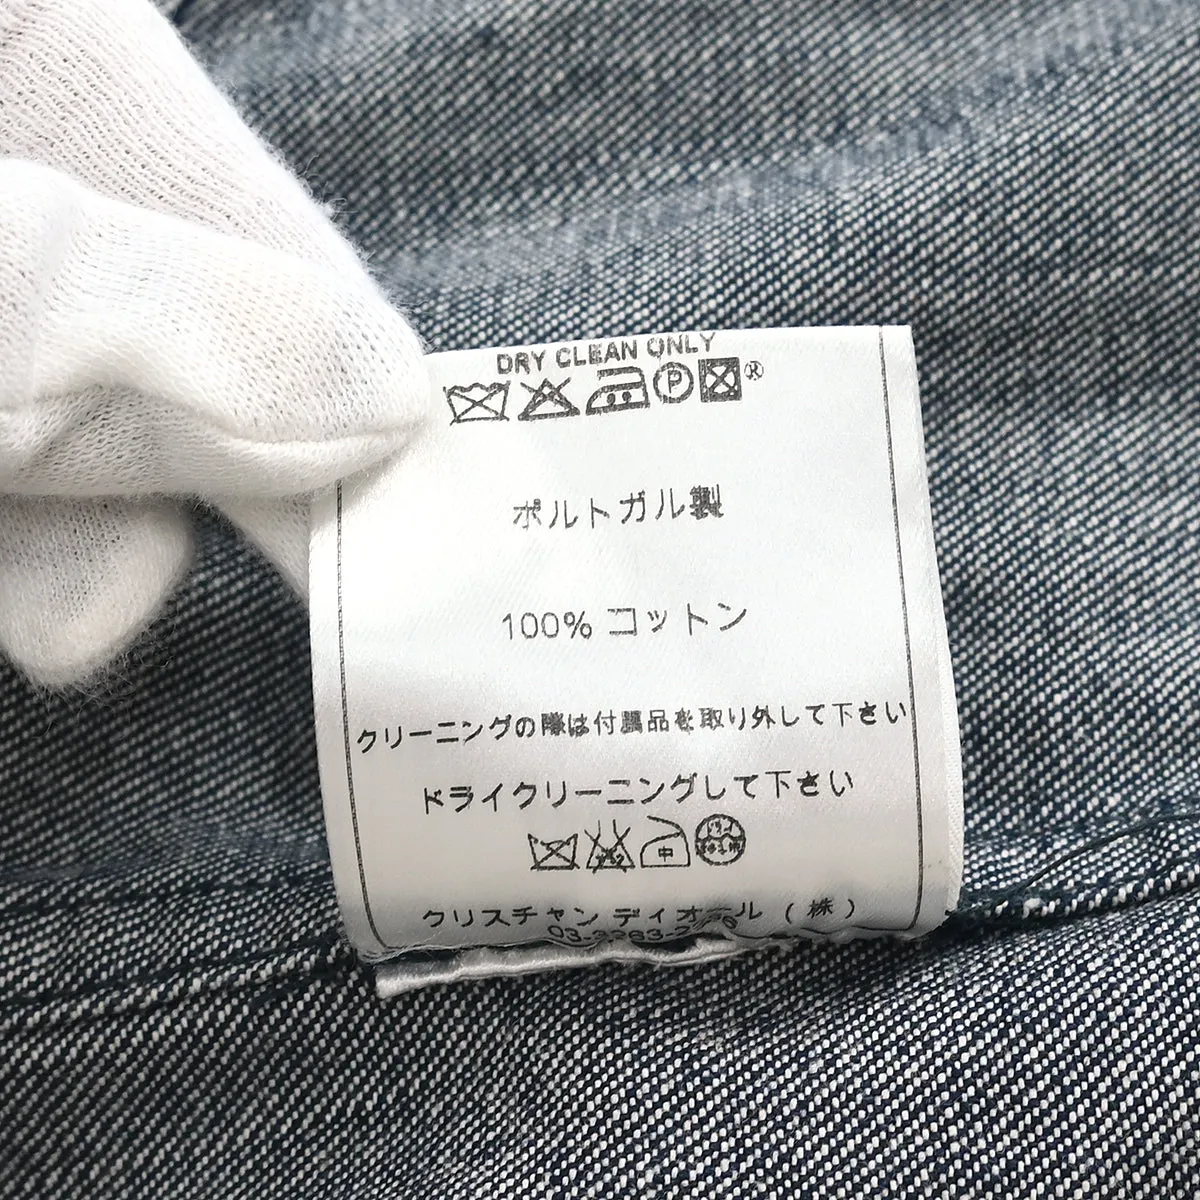 DRY CLEAN ONLY
P ®
ポルトガル製
100% コットン
クリーニングの際は付属品を取り外して下さい
ドライクリーニングして下さい
中
クリスチャン ディオール (株)